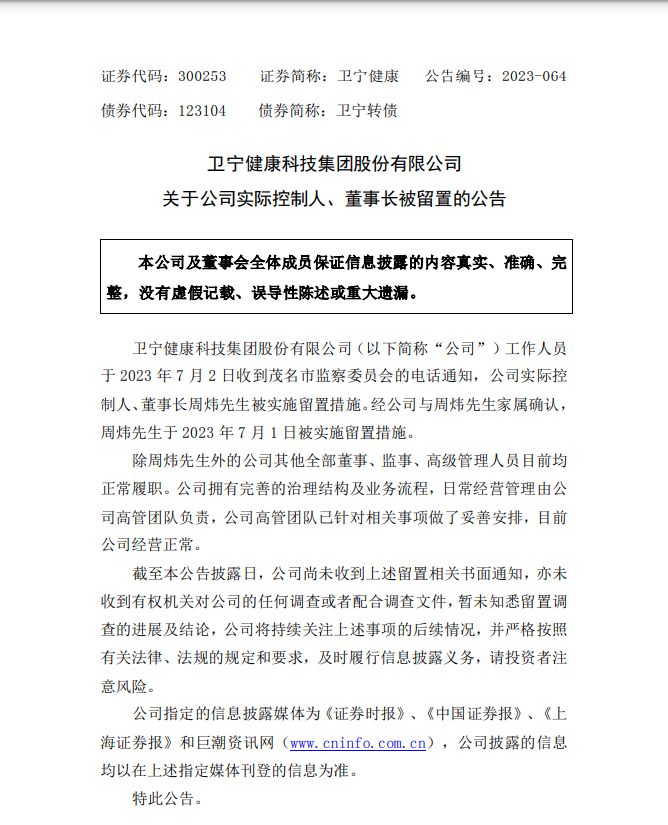 证券代码：300253 证券简称：卫宁健康 公告编号：2023-064
债券代码：123104 债券简称：卫宁转债
卫宁健康科技集团股份有限公司
关于公司实际控制人、董事长被留置的公告
本公司及董事会全体成员保证信息披露的内容真实、准确、完
整，没有虚假记载、误导性陈述或重大遗漏。
卫宁健康科技集团股份有限公司（以下简称“公司”）工作人员
于 2023 年 7 月 2 日收到茂名市监察委员会的电话通知，公司实际控
制人、董事长周炜先生被实施留置措施。经公司与周炜先生家属确认，
周炜先生于 2023 年 7 月 1 日被实施留置措施。
除周炜先生外的公司其他全部董事、监事、高级管理人员目前均
正常履职。公司拥有完善的治理结构及业务流程，日常经营管理由公
司高管团队负责，公司高管团队已针对相关事项做了妥善安排，目前
公司经营正常。
截至本公告披露日，公司尚未收到上述留置相关书面通知，亦未
收到有权机关对公司的任何调查或者配合调查文件，暂未知悉留置调
查的进展及结论，公司将持续关注上述事项的后续情况，并严格按照
有关法律、法规的规定和要求，及时履行信息披露义务，请投资者注
意风险。
公司指定的信息披露媒体为《证券时报》、《中国证券报》、《上
海证券报》和巨潮资讯网（www.cninfo.com.cn），公司披露的信息
均以在上述指定媒体刊登的信息为准。
特此公告。